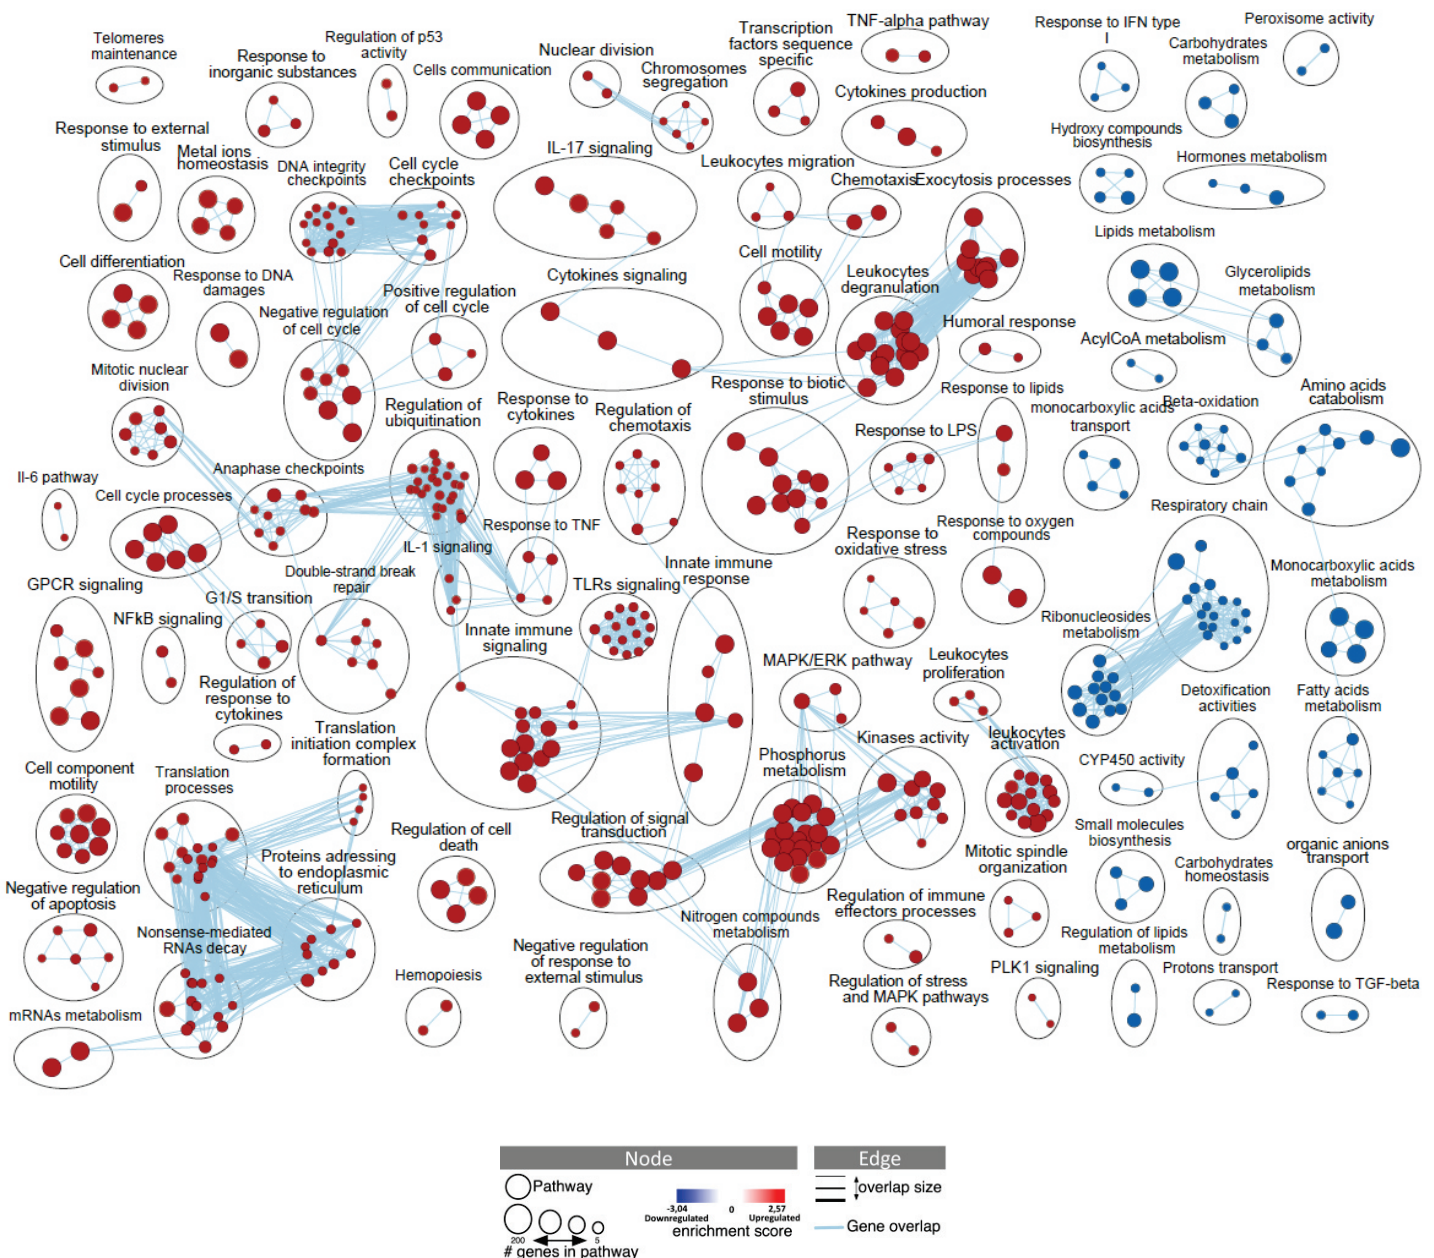 Telomeres
maintenance
Response to
inorganic substances
Regulation of p53
activity
Cells communication
Nuclear division
Chromosomes
segregation
Transcription
factors sequence
specific
TNF-alpha pathway
Cytokines production
Response to IFN type
I
Carbohydrates
metabolism
Peroxisome activity
Response to external
stimulus
Metal ions
homeostasis
DNA integrity
checkpoints
Cell cycle
checkpoints
IL-17 signaling
Leukocytes migration
Chemotaxis
Exocytosis processes
Hydroxy compounds
biosynthesis
Hormones metabolism
Cell differentiation
Response to DNA
damages
Negative regulation
of cell cycle
Positive regulation
of cell cycle
Cytokines signaling
Cell motility
Leukocytes
degranulation
Humoral response
Lipids metabolism
Glycerolipids
metabolism
AcylCoA metabolism
Mitotic nuclear
division
Regulation of
ubiquitination
Response to
cytokines
Regulation of
chemotaxis
Response to biotic
stimulus
Response to lipids
Response to LPS
monocarboxylic acids
transport
Beta-oxidation
Amino acids
catabolism
Il-6 pathway
Cell cycle processes
Anaphase checkpoints
Response to TNF
IL-1 signaling
Response to
oxidative stress
Response to oxygen
compounds
Respiratory chain
GPCR signaling
NFkB signaling
G1/S transition
Double-strand break
repair
Innate immune
signaling
TLRs signaling
Innate immune
response
Ribonucleosides
metabolism
Monocarboxylic acids
metabolism
Regulation of
response to
cytokines
Translation
initiation complex
formation
MAPK/ERK pathway
Leukocytes
proliferation
Detoxification
activities
Fatty acids
metabolism
Cell component
motility
Translation
processes
Phosphorus
metabolism
Kinases activity
leukocytes
activation
CYP450 activity
Regulation of cell
death
Regulation of signal
transduction
Mitotic spindle
organization
Small molecules
biosynthesis
Carbohydrates
homeostasis
organic anions
transport
Negative regulation
of apoptosis
Proteins adressing
to endoplasmic
reticulum
Nonsense-mediated
RNAs decay
Negative regulation
of response to
external stimulus
Nitrogen compounds
metabolism
Regulation of immune
effectors processes
Regulation of lipids
metabolism
mRNAs metabolism
Hemopoiesis
Regulation of stress
and MAPK pathways
PLK1 signaling
Protons transport
Response to TGF-beta
Node
Edge
Pathway
overlap size
-3,04
0
2,57
Downregulated
Upregulated
enrichment score
Gene overlap
200
5
# genes in pathway